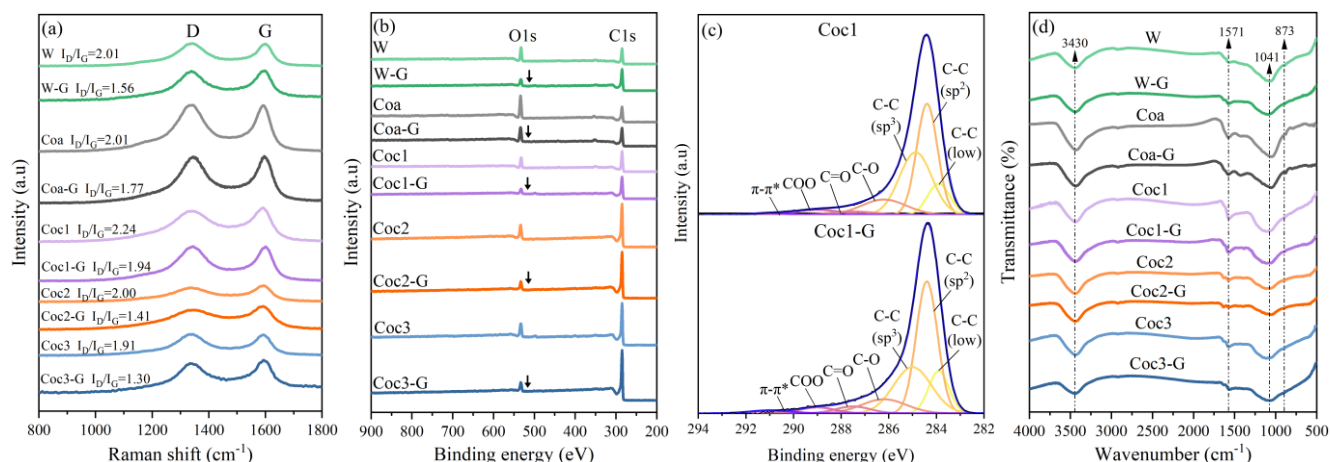 (a)
D
G
W I_D/I_G=2.01
W-G I_D/I_G=1.56
Coa I_D/I_G=2.01
Coa-G I_D/I_G=1.77
Coc1 I_D/I_G=2.24
Coc1-G I_D/I_G=1.94
Coc2 I_D/I_G=2.00
Coc2-G I_D/I_G=1.41
Coc3 I_D/I_G=1.91
Coc3-G I_D/I_G=1.30
Intensity (a.u)
800 1000 1200 1400 1600 1800
Raman shift (cm⁻¹)
(b)
O1s
C1s
W
W-G
Coa
Coa-G
Coc1
Coc1-G
Coc2
Coc2-G
Coc3
Coc3-G
Intensity (a.u)
900 800 700 600 500 400 300 200
Binding energy (eV)
(c)
Coc1
C-C
(sp²)
C-C
(sp³)
C-C
(low)
C-O
C=O
COO
π-π*
Coc1-G
C-C
(sp²)
C-C
(sp³)
C-C
(low)
C-O
C=O
COO
π-π*
Intensity (a.u)
294 292 290 288 286 284 282
Binding energy (eV)
(d)
3430
1571
1041
873
W
W-G
Coa
Coa-G
Coc1
Coc1-G
Coc2
Coc2-G
Coc3
Coc3-G
Transmittance (%)
4000 3500 3000 2500 2000 1500 1000 500
Wavenumber (cm⁻¹)